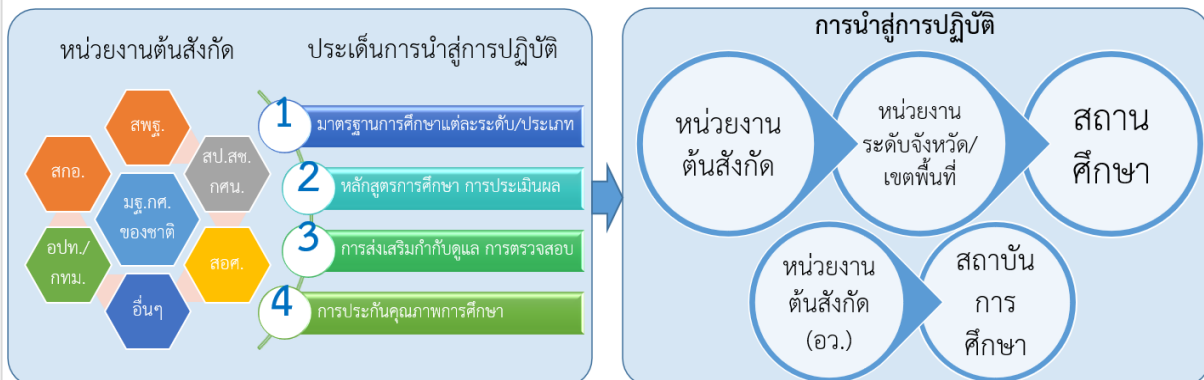 หน่วยงานต้นสังกัด
สพฐ.
สกอ.
สป.สช.
กศน.
มฐ.กศ.
ของชาติ
อปท./
กทม.
สอศ.
อื่นๆ
ประเด็นการนำสู่การปฏิบัติ
1
มาตรฐานการศึกษาแต่ละระดับ/ประเภท
2
หลักสูตรการศึกษา การประเมินผล
3
การส่งเสริมกำกับดูแล การตรวจสอบ
4
การประกันคุณภาพการศึกษา
การนำสู่การปฏิบัติ
หน่วยงาน
ต้นสังกัด
หน่วยงาน
ระดับจังหวัด/
เขตพื้นที่
สถาน
ศึกษา
หน่วยงาน
ต้นสังกัด
(อว.)
สถาบัน
การ
ศึกษา